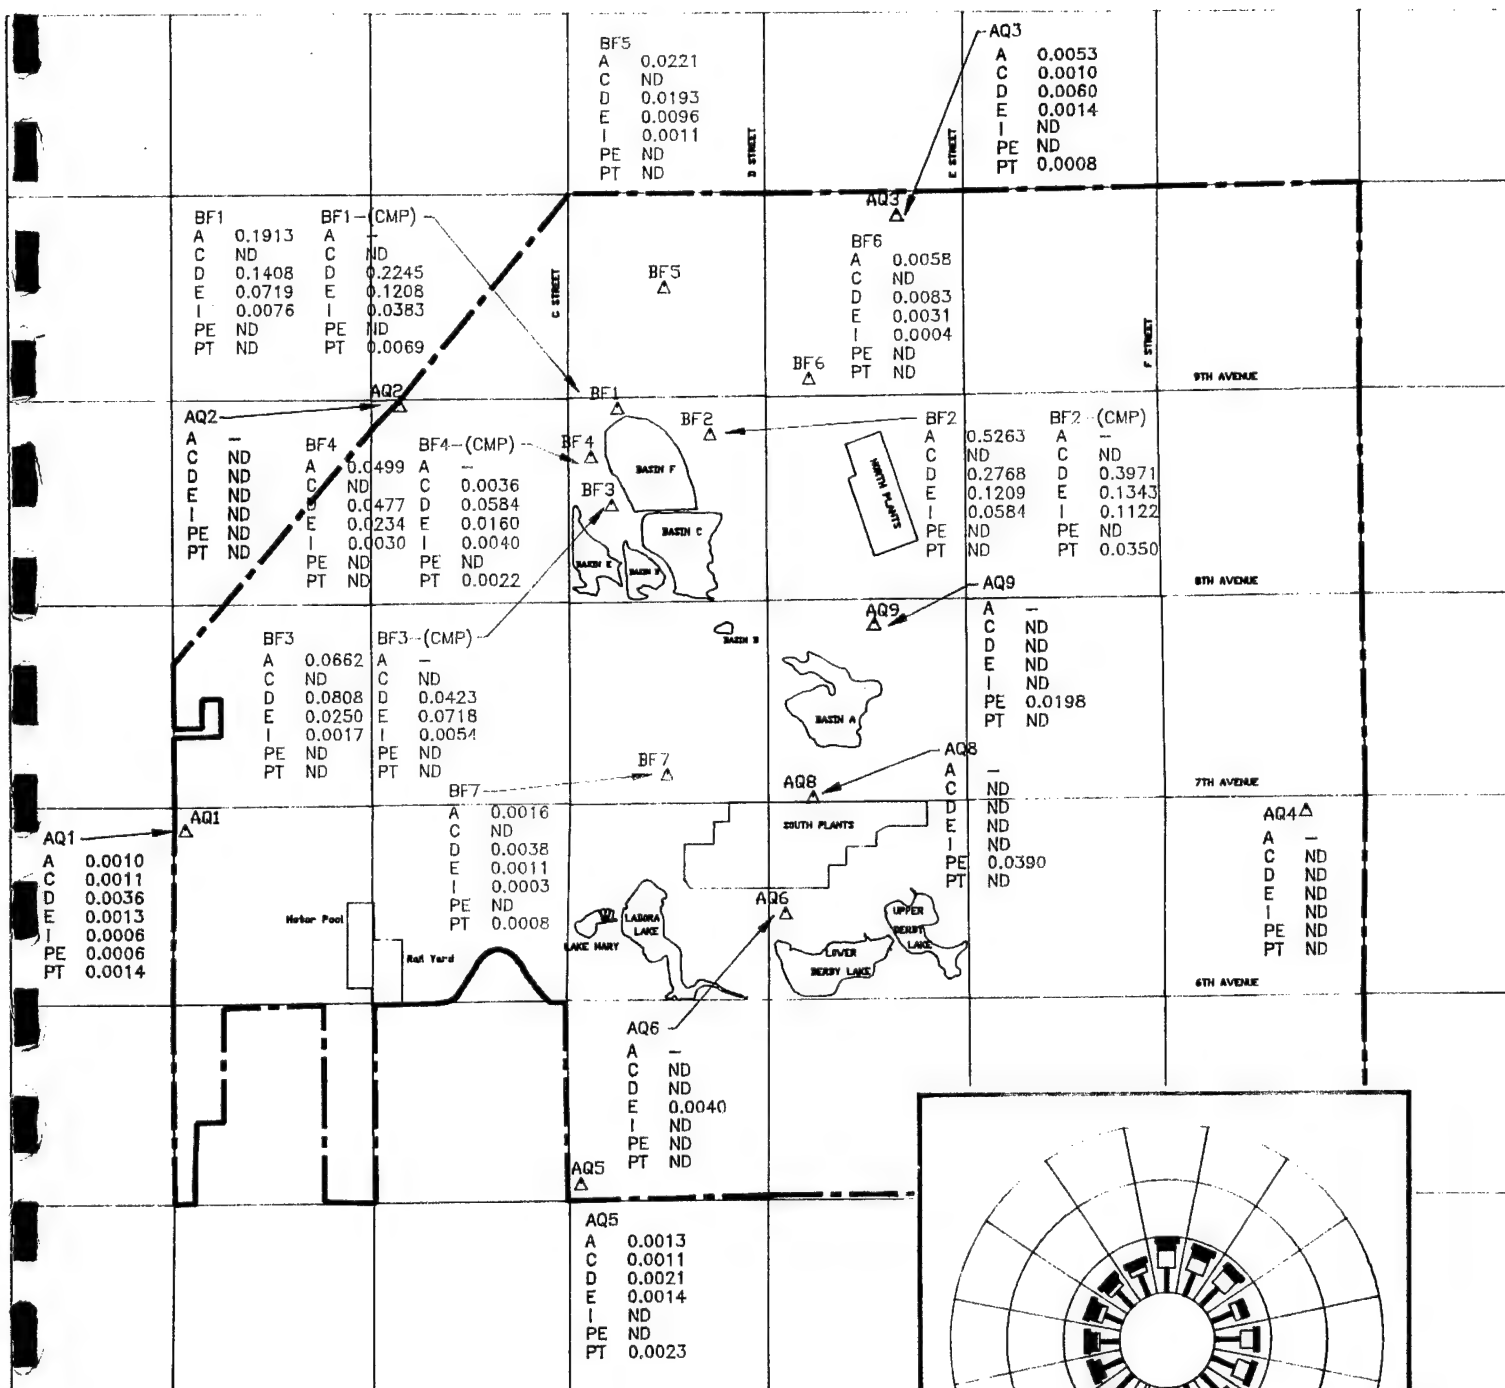 BF5
A 0.0221
C ND
D 0.0193
E 0.0096
I 0.0011
PE ND
PT ND
AQ3
A 0.0053
C 0.0010
D 0.0060
E 0.0014
I ND
PE ND
PT 0.0008
D STREET
E STREET
BF1
A 0.1913
C ND
D 0.1408
E 0.0719
I 0.0076
PE ND
PT ND
BF1-(CMP)
A -
C ND
D 0.2245
E 0.1208
I 0.0383
PE ND
PT 0.0069
C STREET
BF5
AQ3
BF6
A 0.0058
C ND
D 0.0083
E 0.0031
I 0.0004
PE ND
PT ND
BF6
F STREET
9TH AVENUE
AQ2
AQ2
A -
C ND
D ND
E ND
I ND
PE ND
PT ND
BF4
A 0.0499
C ND
D 0.0477
E 0.0234
I 0.0030
PE ND
PT ND
BF4-(CMP)
A -
C 0.0036
D 0.0584
E 0.0160
I 0.0040
PE ND
PT 0.0022
BF1
BF2
BF4
BF3
BASIN F
BASIN C
BASIN E
NORTH PLANTS
BF2
A 0.5263
C ND
D 0.2768
E 0.1209
I 0.0584
PE ND
PT ND
BF2-(CMP)
A -
C ND
D 0.3971
E 0.1343
I 0.1122
PE ND
PT 0.0350
8TH AVENUE
BF3
A 0.0662
C ND
D 0.0808
E 0.0250
I 0.0017
PE ND
PT ND
BF3-(CMP)
A -
C ND
D 0.0423
E 0.0718
I 0.0054
PE ND
PT ND
BASIN B
AQ9
BASIN A
AQ9
A -
C ND
D ND
E ND
I ND
PE 0.0198
PT ND
BF7
BF7
A 0.0016
C ND
D 0.0038
E 0.0011
I 0.0003
PE ND
PT 0.0008
AQ8
AQ8
A -
C ND
D ND
E ND
I ND
PE 0.0390
PT ND
7TH AVENUE
SOUTH PLANTS
AQ4
A -
C ND
D ND
E ND
I ND
PE ND
PT ND
AQ1
AQ1
A 0.0010
C 0.0011
D 0.0036
E 0.0013
I 0.0006
PE 0.0006
PT 0.0014
Motor Pool
Rail Yard
LAKE MARY
LADORA
LAKE
AQ6
UPPER
DERBY
LAKE
LOWER
DERBY LAKE
6TH AVENUE
AQ6
A -
C ND
D ND
E 0.0040
I ND
PE ND
PT ND
AQ5
AQ5
A 0.0013
C 0.0011
D 0.0021
E 0.0014
I ND
PE ND
PT 0.0023